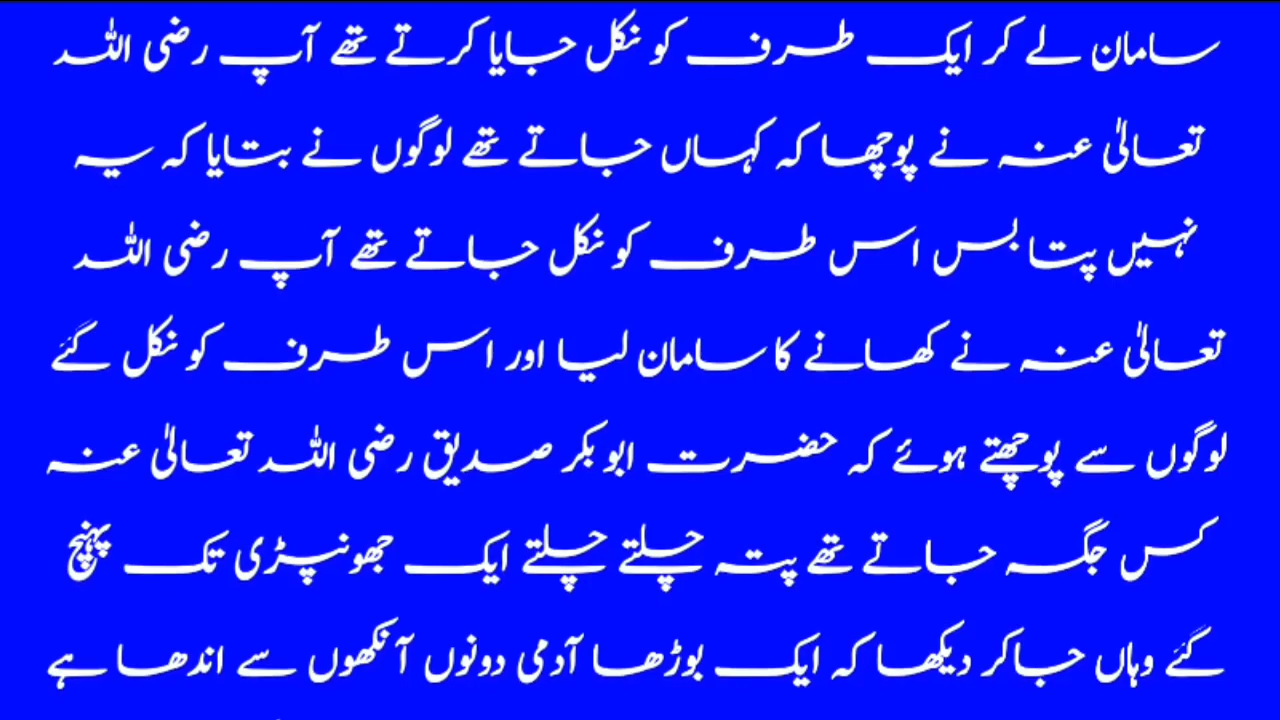 سامان لے کر ایک طرف کو نکل جایا کرتے تھے آپ رضی اللہ
تعالیٰ عنہ نے پوچھا کہ کہاں جاتے تھے لوگوں نے بتایا کہ یہ
نہیں پتا بس اس طرف کو نکل جاتے تھے آپ رضی اللہ
تعالیٰ عنہ نے کھانے کا سامان لیا اور اس طرف کو نکل گئے
لوگوں سے پوچھتے ہوئے کہ حضرت ابو بکر صدیق رضی اللہ تعالیٰ عنہ
کس جگہ جاتے تھے پتہ چلتے چلتے ایک جھونپڑی تک پہنچ
گئے وہاں جا کر دیکھا کہ ایک بوڑھا آدمی دونوں آنکھوں سے اندھا ہے